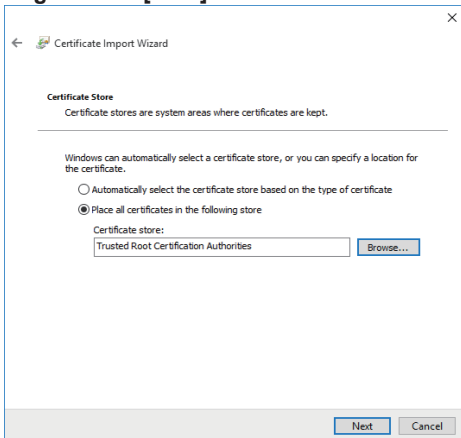 Certificate Import Wizard
Certificate Store
Certificate stores are system areas where certificates are kept.
Windows can automatically select a certificate store, or you can specify a location for
the certificate.
Automatically select the certificate store based on the type of certificate
Place all certificates in the following store
Certificate store:
Trusted Root Certification Authorities
Browse...
Next
Cancel